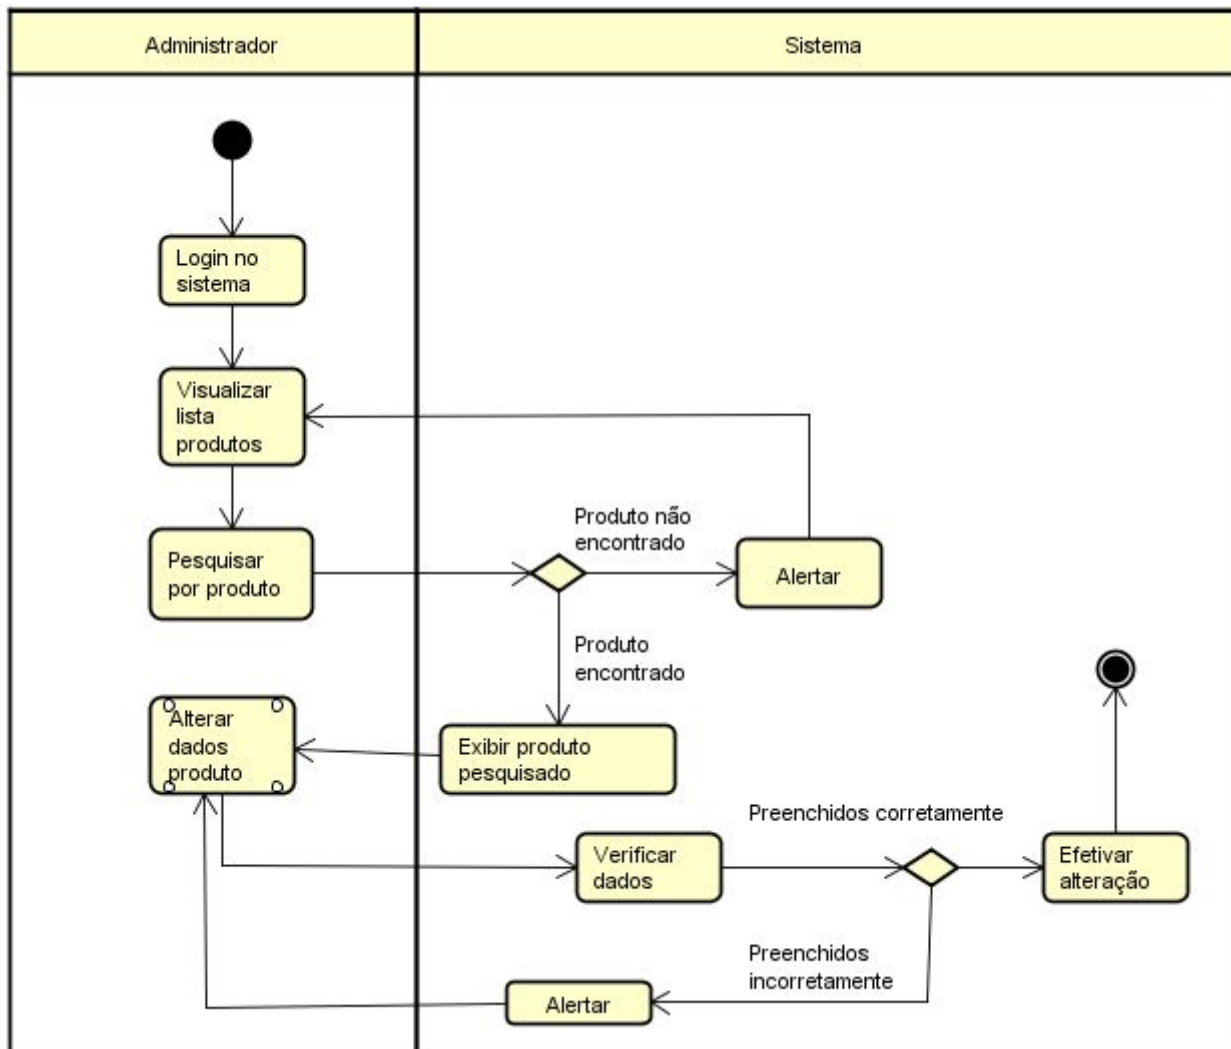 Administrador
Sistema
Login no
sistema
Visualizar
lista
produtos
Pesquisar
por produto
Produto não
encontrado
Alertar
Produto
encontrado
Alterar
dados
produto
Exibir produto
pesquisado
Preenchidos corretamente
Verificar
dados
Efetivar
alteração
Preenchidos
incorretamente
Alertar